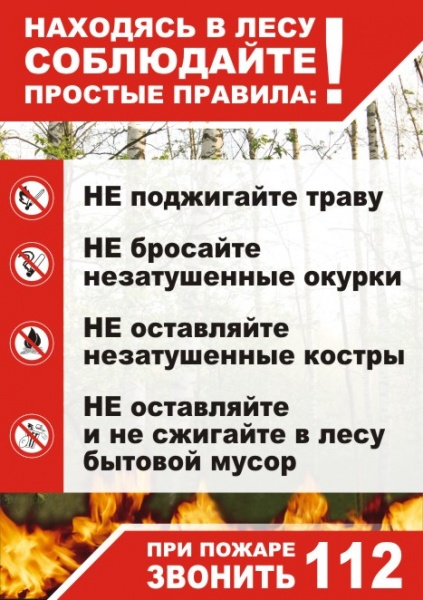 НАХОДЯСЬ В ЛЕСУ
СОБЛЮДАЙТЕ
ПРОСТЫЕ ПРАВИЛА: !
НЕ поджигайте траву
НЕ бросайте
незатушенные окурки
НЕ оставляйте
незатушенные костры
НЕ оставляйте
и не сжигайте в лесу
бытовой мусор
ПРИ ПОЖАРЕ
ЗВОНИТЬ 112